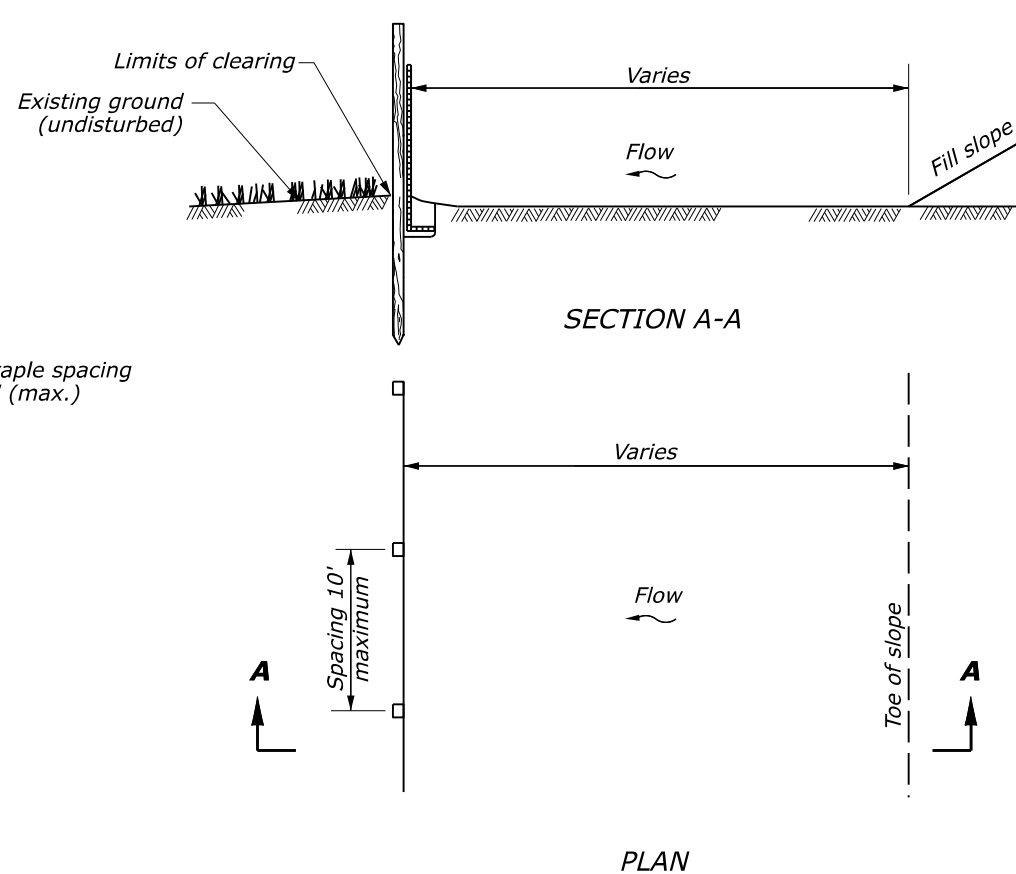 Limits of clearing
Existing ground
(undisturbed)
Varies
Flow
Fill slope
SECTION A-A
spacing
(max.)
Varies
Spacing 10'
maximum
Flow
Toe of slope
A
A
PLAN